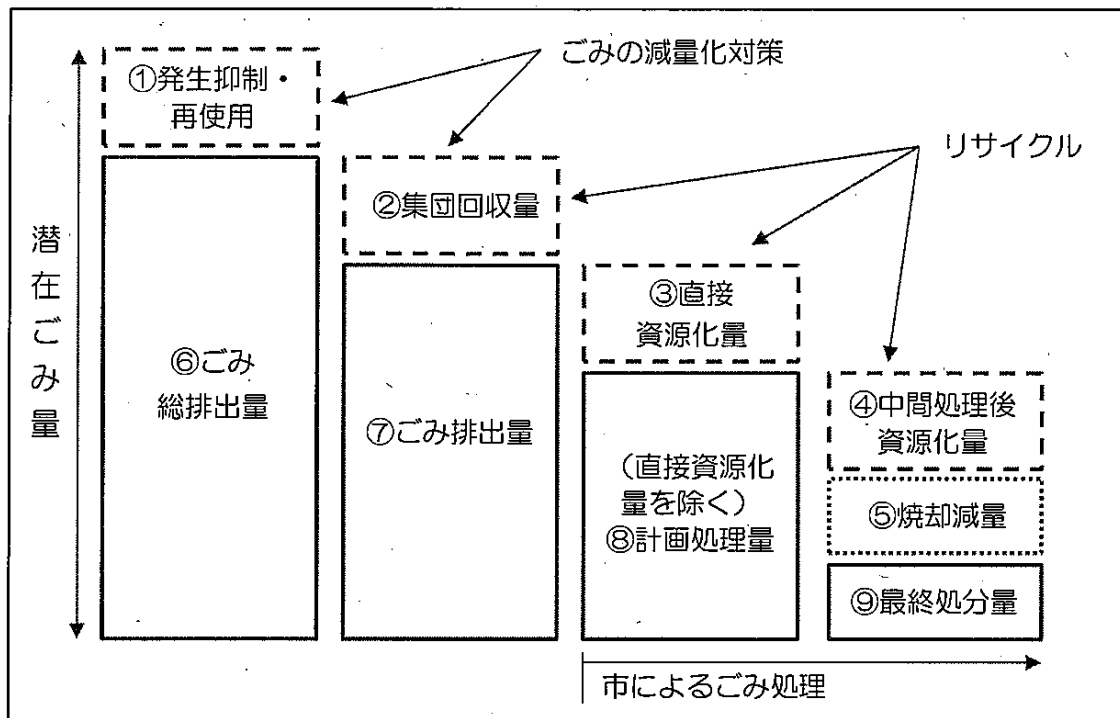 ごみの減量化対策
リサイクル
潜在ごみ量
①発生抑制・
再使用
⑥ごみ
総排出量
②集団回収量
⑦ごみ排出量
③直接
資源化量
(直接資源化
量を除く)
⑧計画処理量
④中間処理後
資源化量
⑤焼却減量
⑨最終処分量
市によるごみ処理